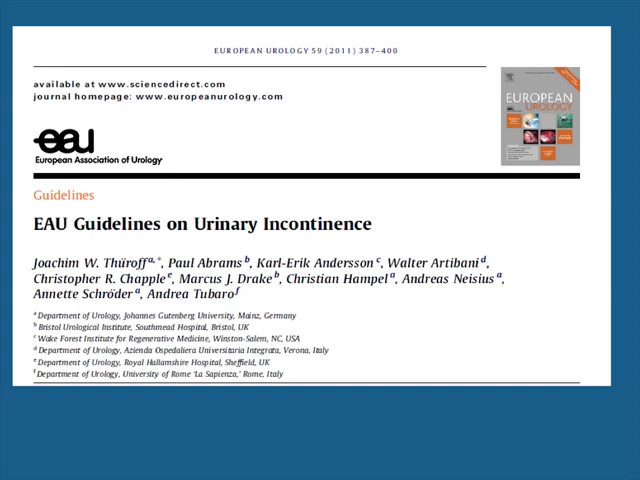 EUROPEAN UROLOGY 59 (2011) 387–400
available at www.sciencedirect.com
journal homepage: www.europeanurology.com
EUROPEAN
UROLOGY
eau
European Association of Urology
Guidelines
EAU Guidelines on Urinary Incontinence
Joachim W. Thüroff a,*, Paul Abrams b, Karl-Erik Andersson c, Walter Artibani d,
Christopher R. Chapple e, Marcus J. Drake b, Christian Hampel a, Andreas Neisius a,
Annette Schröder a, Andrea Tubaro f
a Department of Urology, Johannes Gutenberg University, Mainz, Germany
b Bristol Urological Institute, Southmead Hospital, Bristol, UK
c Wake Forest Institute for Regenerative Medicine, Winston-Salem, NC, USA
d Department of Urology, Azienda Ospedaliera Universitaria Integrata, Verona, Italy
e Department of Urology, Royal Hallamshire Hospital, Sheffield, UK
f Department of Urology, University of Rome ‘La Sapienza,’ Rome, Italy